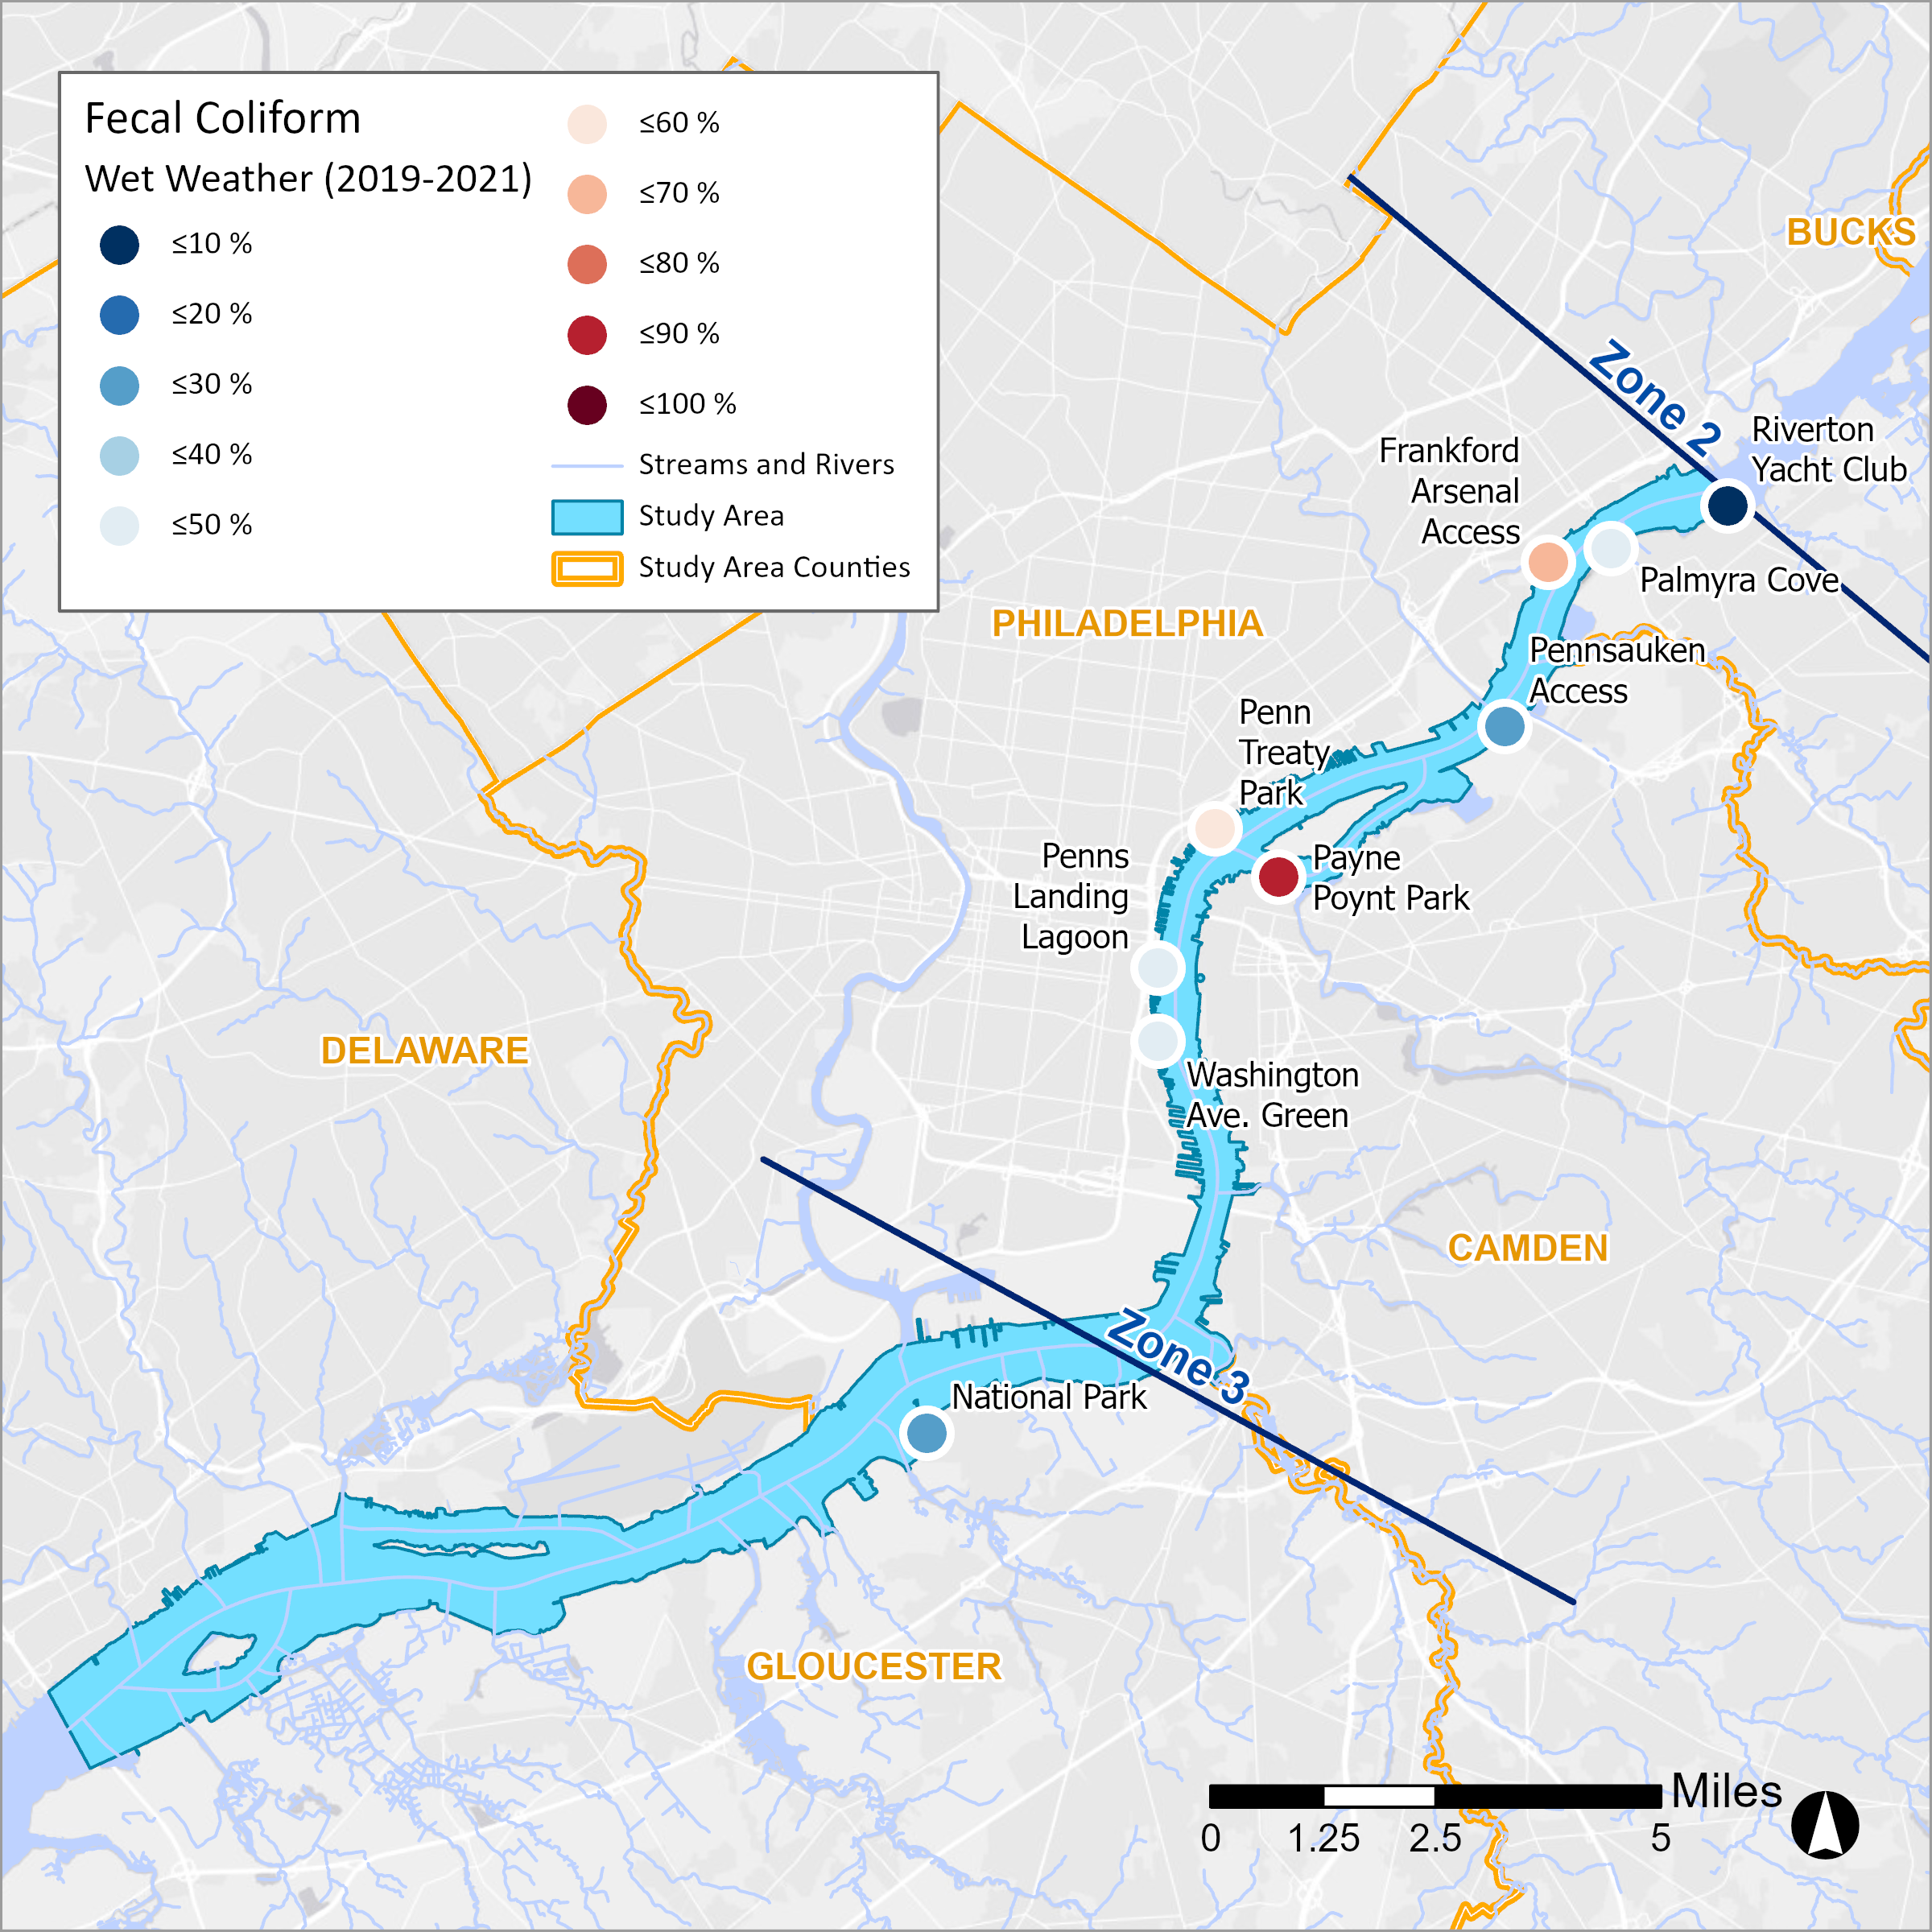 Fecal Coliform
Wet Weather (2019-2021)
≤10 %
≤20 %
≤30 %
≤40 %
≤50 %
≤60 %
≤70 %
≤80 %
≤90 %
≤100 %
Streams and Rivers
Study Area
Study Area Counties
BUCKS
Zone 2
Riverton
Yacht Club
Frankford
Arsenal
Access
Palmyra Cove
PHILADELPHIA
Pennsauken
Access
Penn
Treaty
Park
Penns
Landing
Lagoon
Payne
Poynt Park
DELAWARE
Washington
Ave. Green
CAMDEN
Zone 3
National Park
GLOUCESTER
Miles
0 1.25 2.5 5